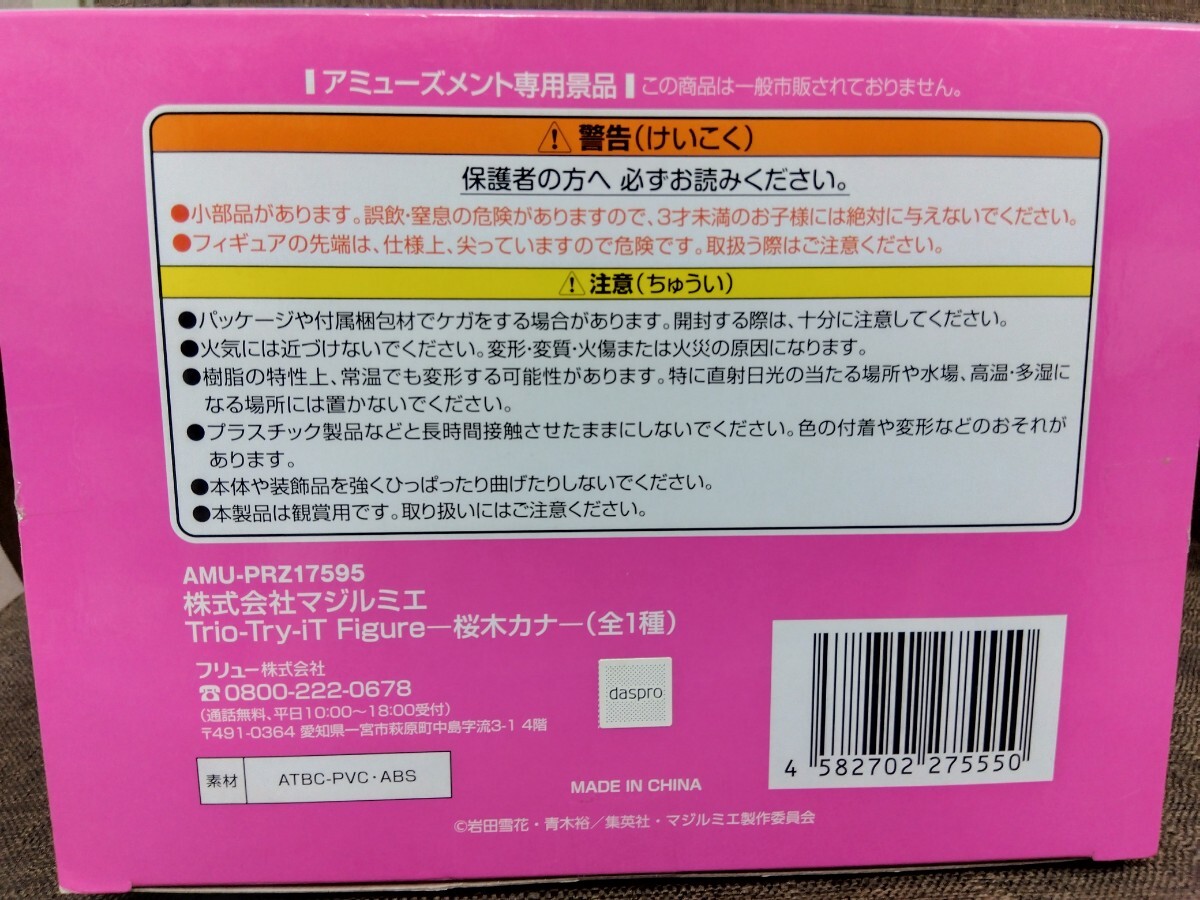 アミューズメント専用景品 この商品は一般市販されておりません。
⚠警告(けいこく)
保護者の方へ 必ずお読みください。
●小部品があります。誤飲・窒息の危険がありますので、3才未満のお子様には絶対に与えないでください。
●フィギュアの先端は、仕様上、尖っていますので危険です。取扱う際はご注意ください。
⚠注意(ちゅうい)
●パッケージや付属梱包材でケガをする場合があります。開封する際は、十分に注意してください。
●火気には近づけないでください。変形・変質・火傷または火災の原因になります。
●樹脂の特性上、常温でも変形する可能性があります。特に直射日光の当たる場所や水場、高温・多湿に
なる場所には置かないでください。
●プラスチック製品などと長時間接触させたままにしないでください。色の付着や変形などのおそれが
あります。
●本体や装飾品を強くひっぱったり曲げたりしないでください。
●本製品は観賞用です。取り扱いにはご注意ください。
AMU-PRZ17595
株式会社マジルミエ
Trio-Try-iT Figure―桜木カナ―(全1種)
フリュー株式会社
☎0800-222-0678
(通話無料、平日10:00〜18:00受付)
〒491-0364 愛知県一宮市萩原町中島字流3-1 4階
daspro
素材 ATBC-PVC・ABS
MADE IN CHINA
4 582702 275550
©岩田雪花・青木裕／集英社・マジルミエ製作委員会